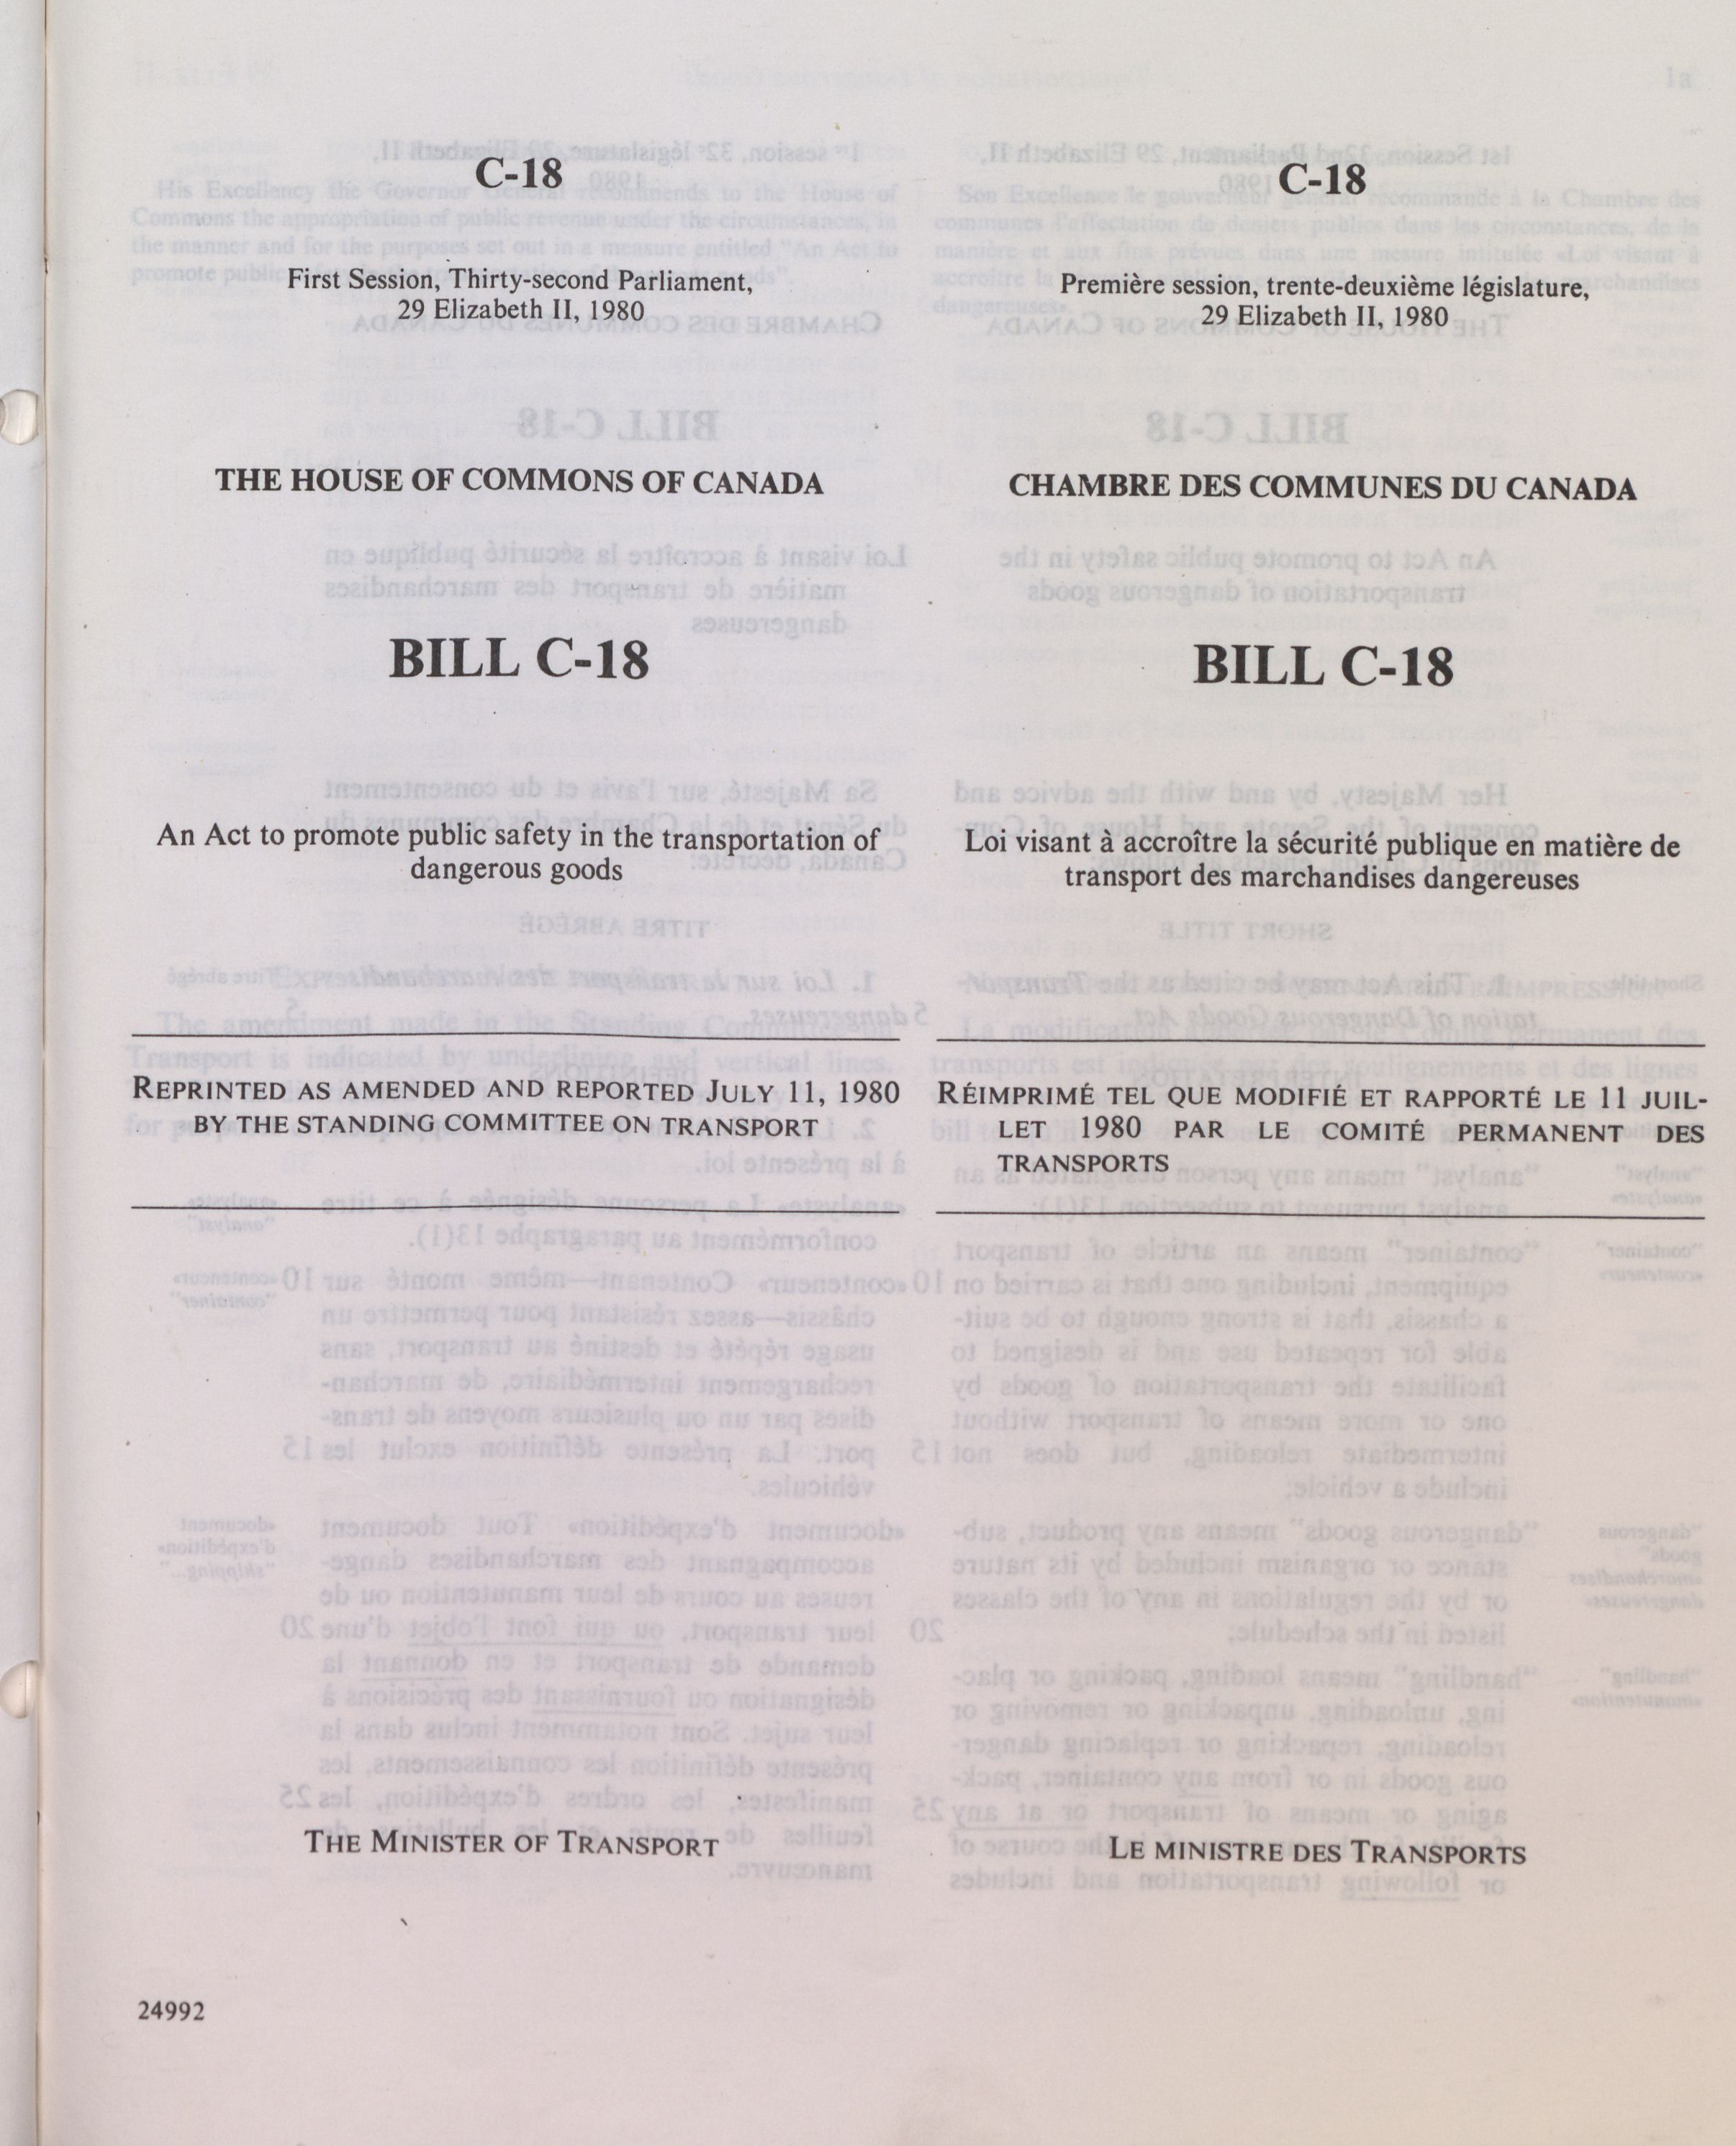 C-18
First Session, Thirty-second Parliament,
29 Elizabeth II, 1980
THE HOUSE OF COMMONS OF CANADA
BILL C-18
An Act to promote public safety in the transportation of
dangerous goods
REPRINTED AS AMENDED AND REPORTED JULY 11, 1980
BY THE STANDING COMMITTEE ON TRANSPORT
THE MINISTER OF TRANSPORT
24992
C-18
Première session, trente-deuxième législature,
29 Elizabeth II, 1980
CHAMBRE DES COMMUNES DU CANADA
BILL C-18
Loi visant à accroître la sécurité publique en matière de
transport des marchandises dangereuses
RÉIMPRIMÉ TEL QUE MODIFIÉ ET RAPPORTÉ LE 11 JUIL-
LET 1980 PAR LE COMITÉ PERMANENT DES
TRANSPORTS
LE MINISTRE DES TRANSPORTS